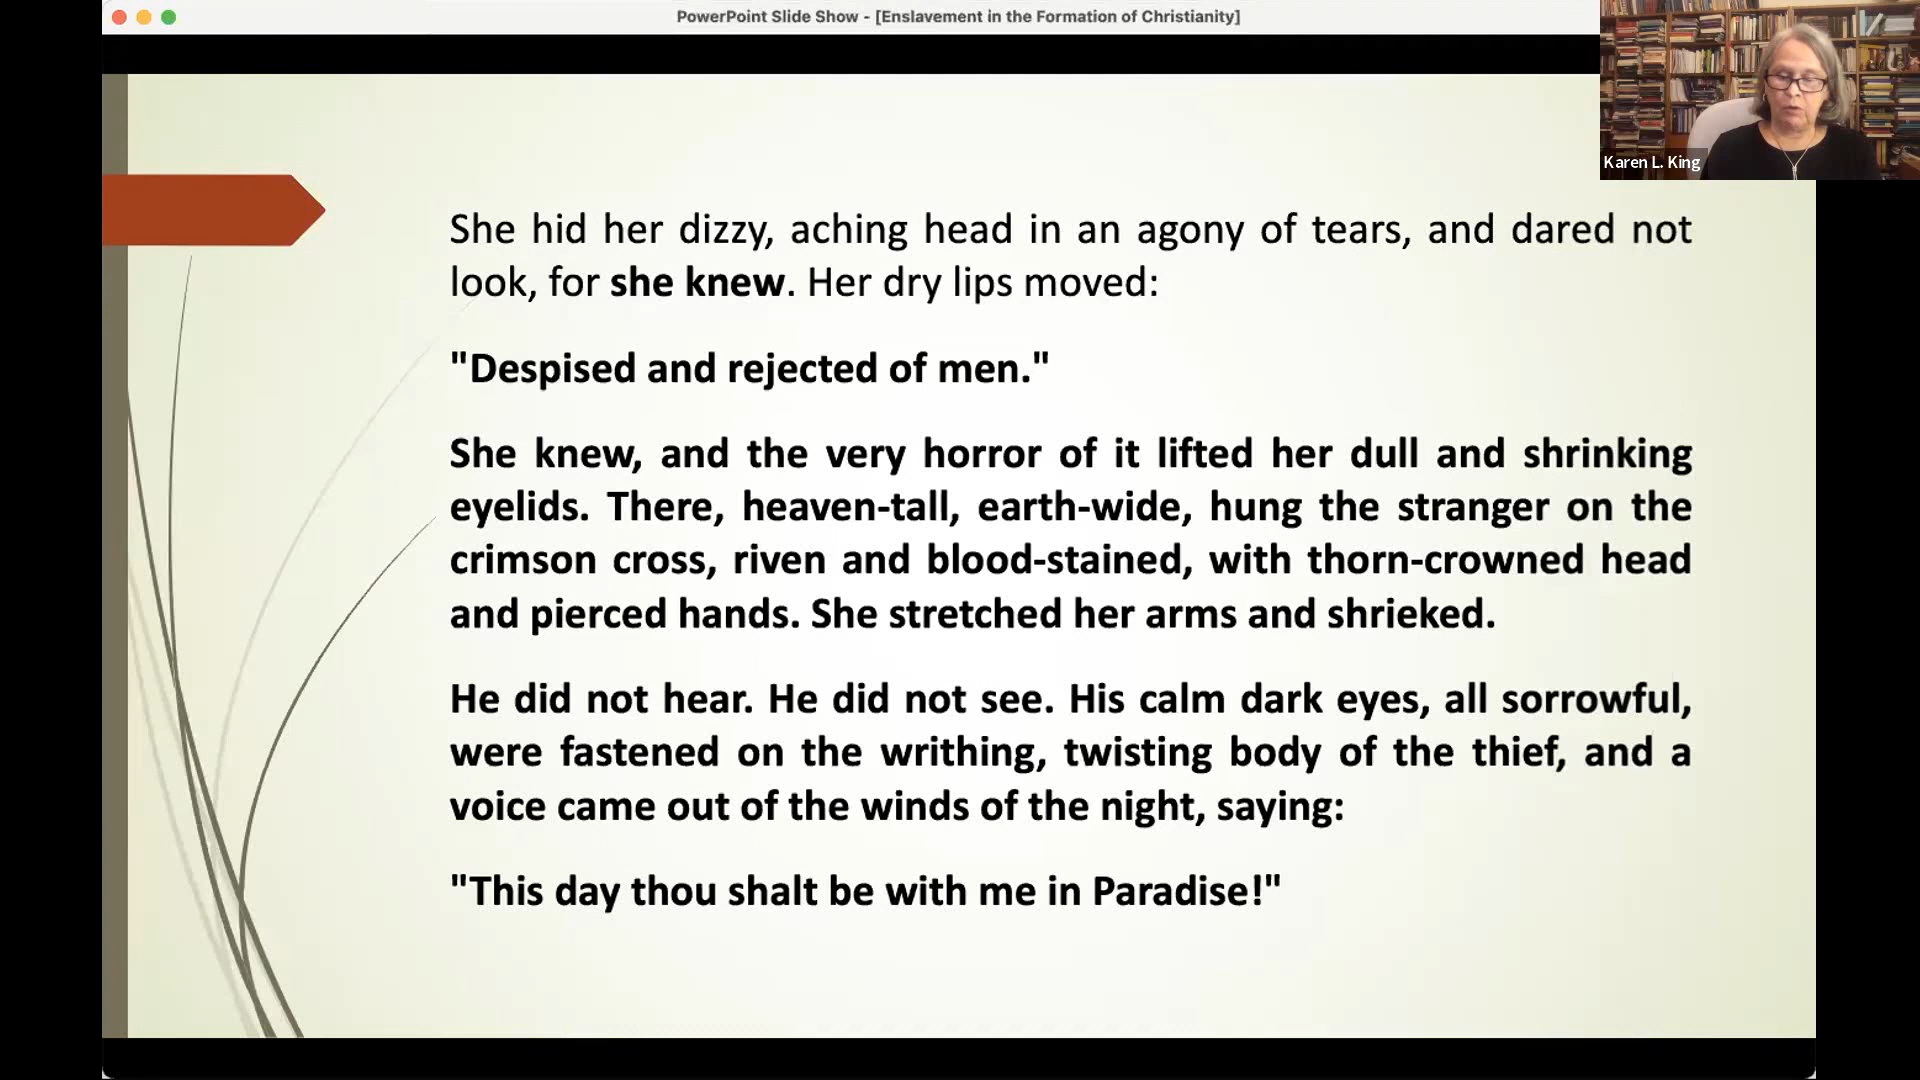 PowerPoint Slide Show - [Enslavement in the Formation of Christianity]
Karen L. King
She hid her dizzy, aching head in an agony of tears, and dared not
look, for she knew. Her dry lips moved:
"Despised and rejected of men."
She knew, and the very horror of it lifted her dull and shrinking
eyelids. There, heaven-tall, earth-wide, hung the stranger on the
crimson cross, riven and blood-stained, with thorn-crowned head
and pierced hands. She stretched her arms and shrieked.
He did not hear. He did not see. His calm dark eyes, all sorrowful,
were fastened on the writhing, twisting body of the thief, and a
voice came out of the winds of the night, saying:
"This day thou shalt be with me in Paradise!"